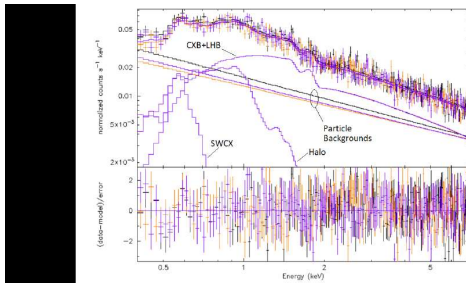 normalized counts s⁻¹ keV⁻¹
0.05
0.02
0.01
5×10⁻³
2×10⁻³
CXB+LHB
Particle
Backgrounds
SWCX
Halo
(data-model)/error
2
0
-2
0.5
1
2
5
Energy (keV)